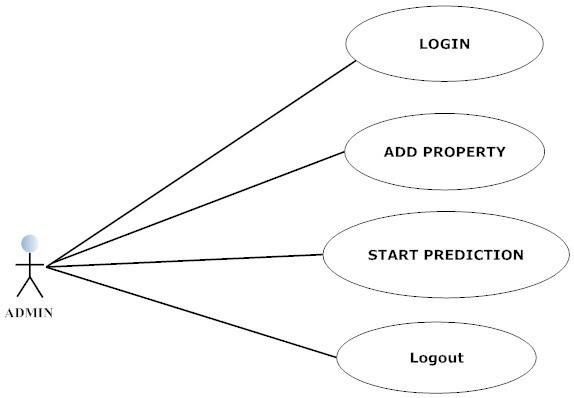 LOGIN
ADD PROPERTY
START PREDICTION
ADMIN
Logout